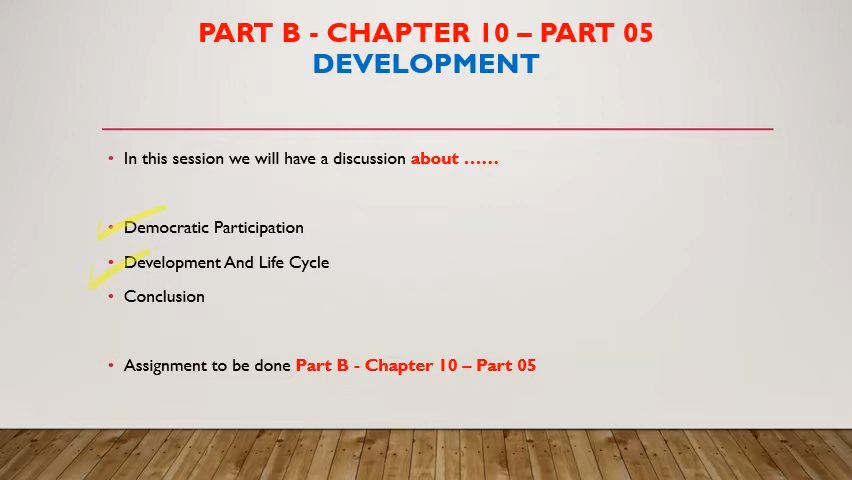 PART B - CHAPTER 10 – PART 05
DEVELOPMENT
• In this session we will have a discussion about ......
• Democratic Participation
• Development And Life Cycle
• Conclusion
• Assignment to be done Part B - Chapter 10 – Part 05